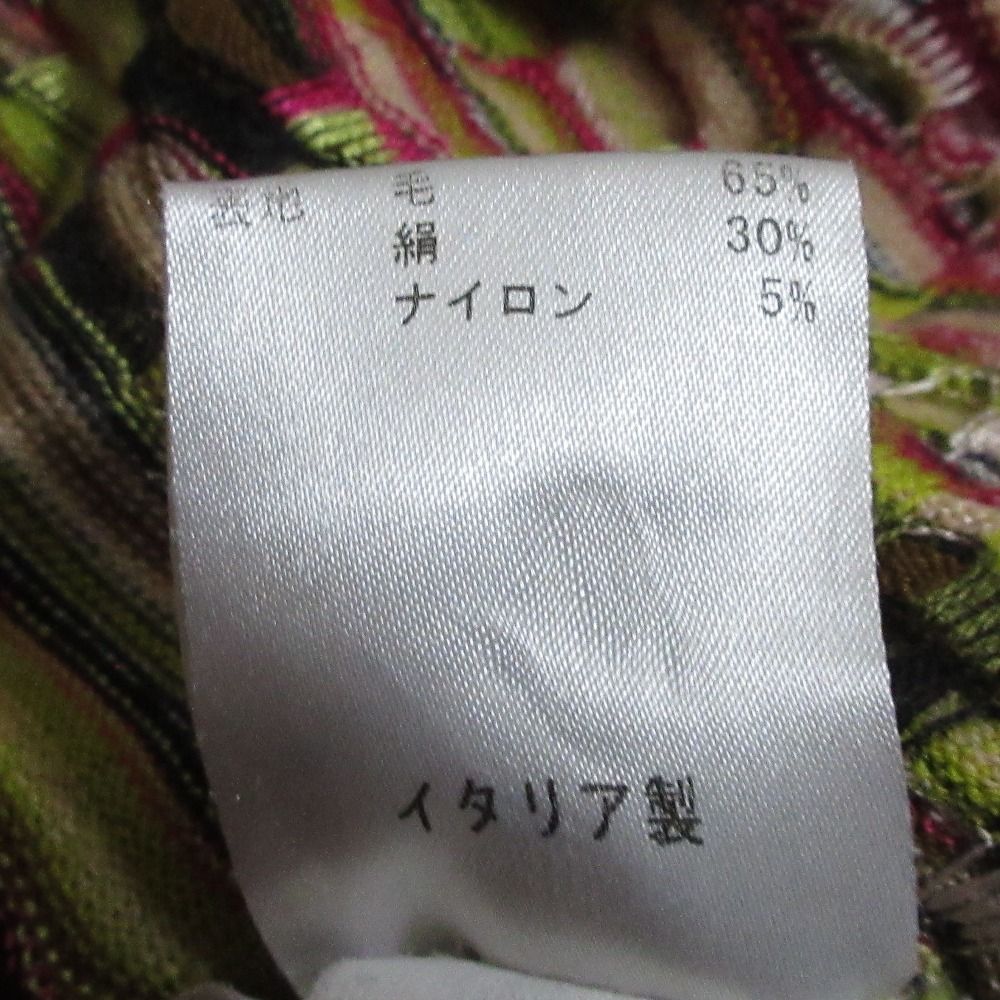 表地 毛 65%
絹 30%
ナイロン 5%
イタリア製